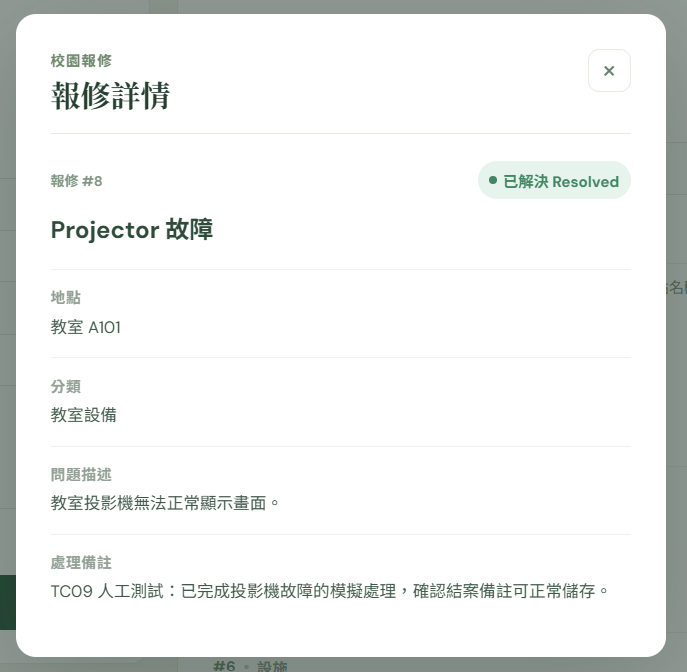 校園報修
報修詳情
×
報修 #8
已解決 Resolved
Projector 故障
地點
教室 A101
分類
教室設備
問題描述
教室投影機無法正常顯示畫面。
處理備註
TC09 人工測試：已完成投影機故障的模擬處理，確認結案備註可正常儲存。
#6 • 設施